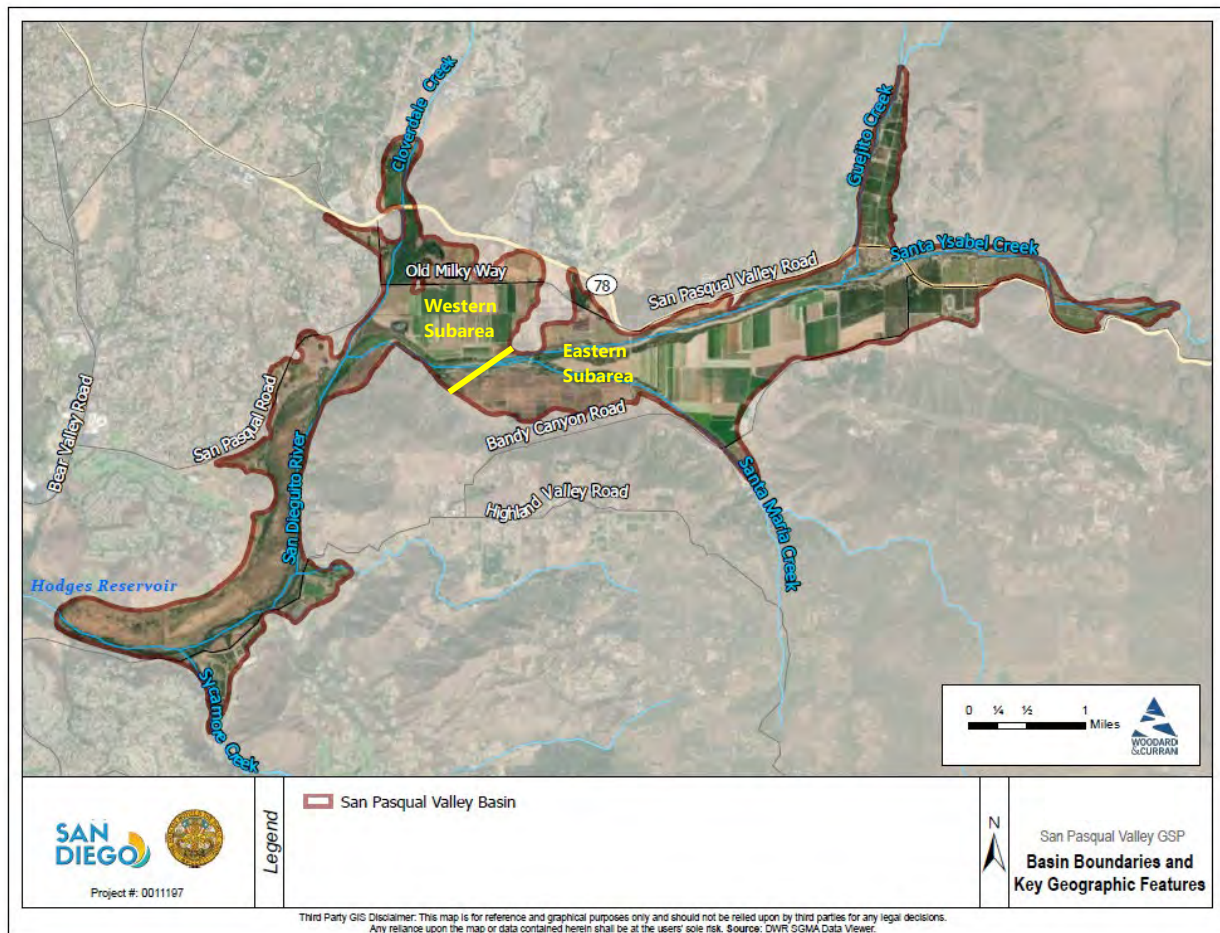 Cloverdale Creek
Guejito Creek
Santa Ysabel Creek
Old Milky Way
78
San Pasqual Valley Road
Western
Subarea
Eastern
Subarea
Bear Valley Road
San Pasqual Road
San Dieguito River
Bandy Canyon Road
Highland Valley Road
Santa Maria Creek
Hodges Reservoir
Sycamore Creek
0 ¼ ½ 1
Miles
WOODARD
&CURRAN
SAN
DIEGO
Project #: 0011197
Legend
San Pasqual Valley Basin
N
San Pasqual Valley GSP
Basin Boundaries and
Key Geographic Features
Third Party GIS Disclaimer: This map is for reference and graphical purposes only and should not be relied upon by third parties for any legal decisions.
Any reliance upon the map or data contained herein shall be at the users' sole risk. Source: DWR SGMA Data Viewer.